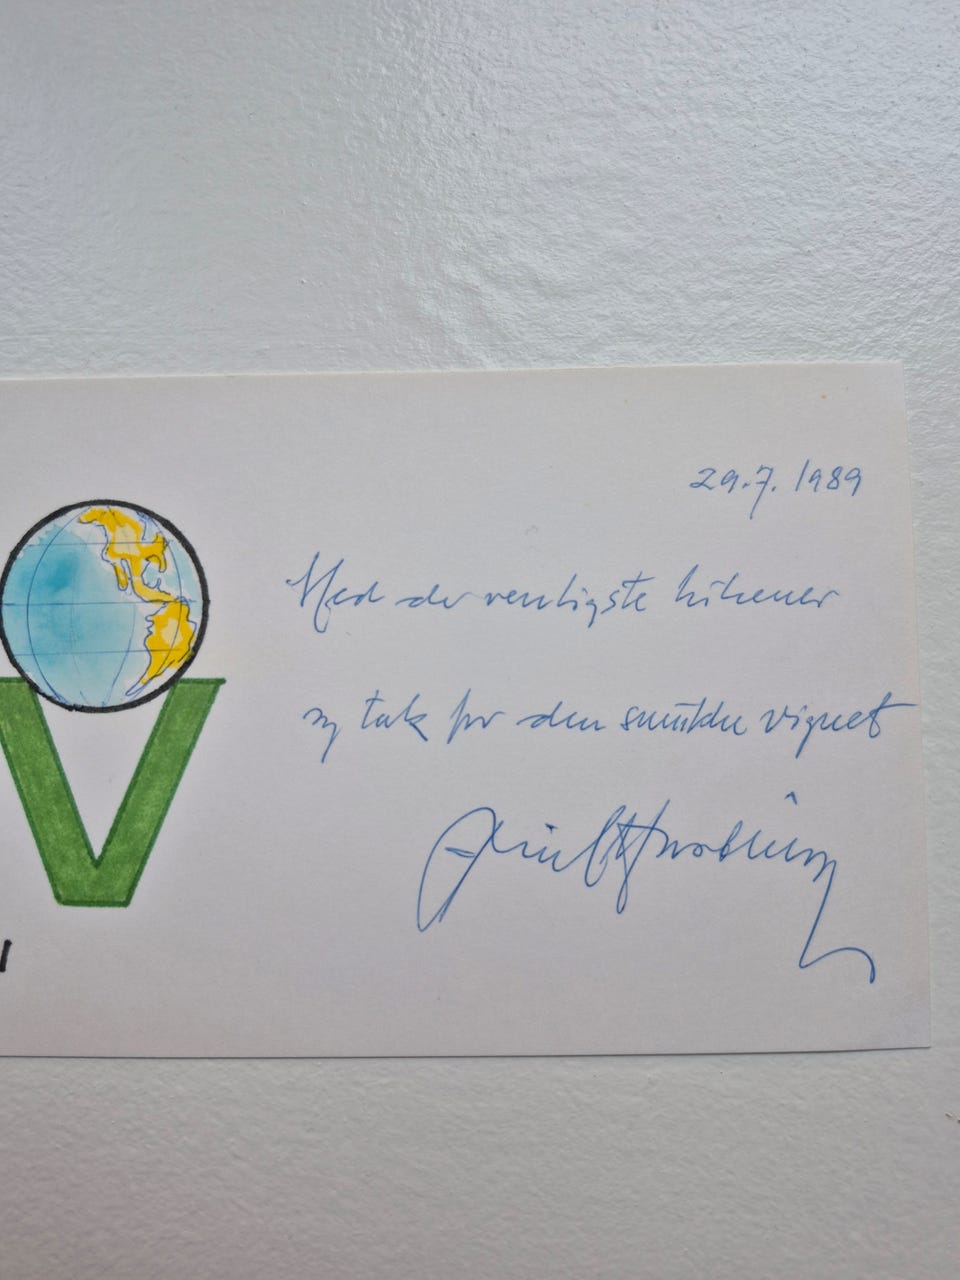 29.7.1989
Med de venligste hilsener
og tak for den smukke vignet
V